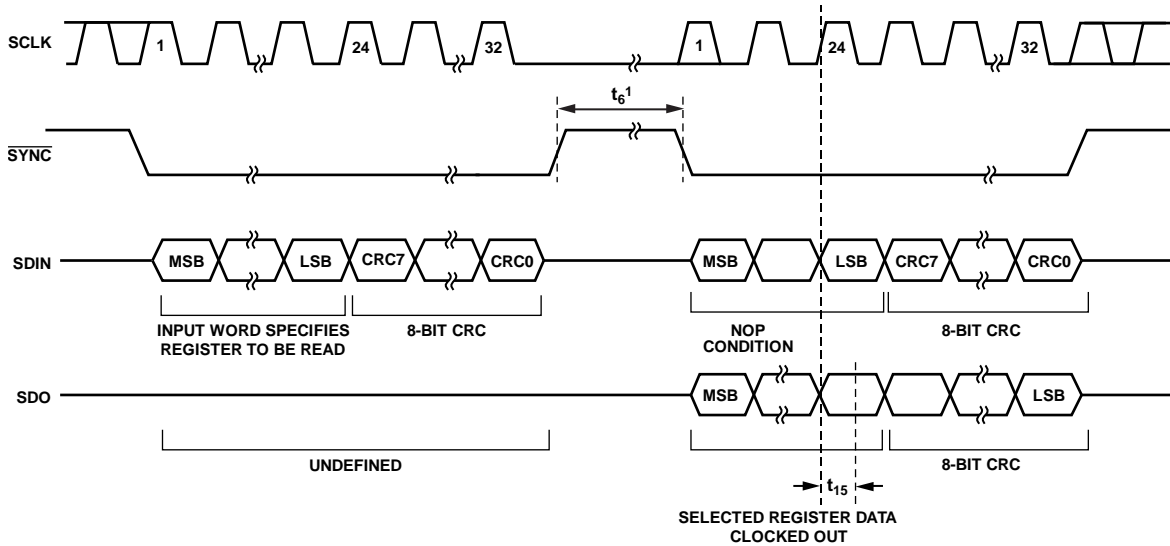 SCLK 1 24 32 1 24 32
t6 1
SYNC
SDIN MSB LSB CRC7 CRC0 MSB LSB CRC7 CRC0
INPUT WORD SPECIFIES 8-BIT CRC NOP 8-BIT CRC
REGISTER TO BE READ CONDITION
SDO MSB LSB
UNDEFINED 8-BIT CRC
t15
SELECTED REGISTER DATA
CLOCKED OUT